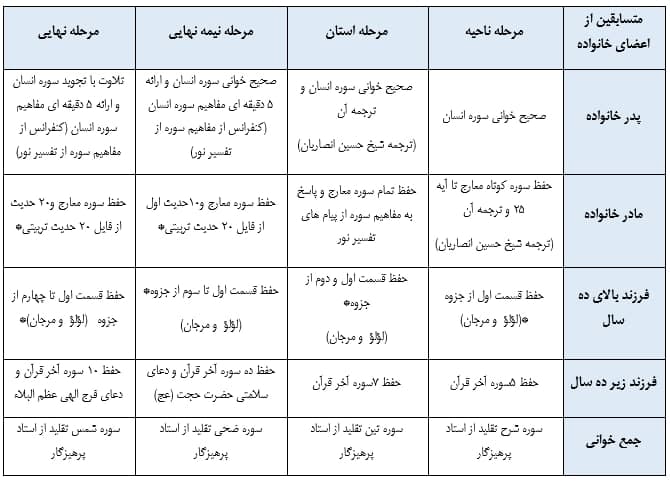 متسابقین از
اعضای خانواده
مرحله ناحیه
مرحله استان
مرحله نیمه نهایی
مرحله نهایی
پدر خانواده
صحیح خوانی سوره انسان
صحیح خوانی سوره انسان و
ترجمه آن
(ترجمه شیخ حسین انصاریان)
صحیح خوانی سوره انسان و ارائه
۵ دقیقه ای مفاهیم سوره انسان
(کنفرانس از مفاهیم سوره از
تفسیر نور)
تلاوت با تجوید سوره انسان
و ارائه ۵ دقیقه ای مفاهیم
سوره انسان (کنفرانس از
مفاهیم سوره از تفسیر نور)
مادر خانواده
حفظ سوره کوتاه معارج تا آیه
۲۵ و ترجمه آن
(ترجمه شیخ حسین انصاریان)
حفظ تمام سوره معارج و پاسخ
به مفاهیم سوره از پیام های
تفسیر نور
حفظ سوره معارج و۱۰حدیث اول
از فایل ۲۰ حدیث تربیتی*
حفظ سوره معارج و۲۰ حدیث
از فایل ۲۰ حدیث تربیتی*
فرزند بالای ده
سال
حفظ قسمت اول از جزوه
*(لؤلؤ و مرجان)
حفظ قسمت اول و دوم از
جزوه*
(لؤلؤ و مرجان)
حفظ قسمت اول تا سوم از جزوه*
(لؤلؤ و مرجان)
حفظ قسمت اول تا چهارم از
جزوه (لؤلؤ و مرجان)*
فرزند زیر ده سال
حفظ ۵سوره آخر قرآن
حفظ ۷سوره آخر قرآن
حفظ ده سوره آخر قرآن و دعای
سلامتی حضرت حجت (عج)
حفظ ۱۰ سوره آخر قرآن و
دعای فرج الهی عظم البلاء
جمع خوانی
سوره شرح تقلید از استاد
پرهیزگار
سوره تین تقلید از استاد
پرهیزگار
سوره ضحی تقلید از استاد
پرهیزگار
سوره شمس تقلید از استاد
پرهیزگار